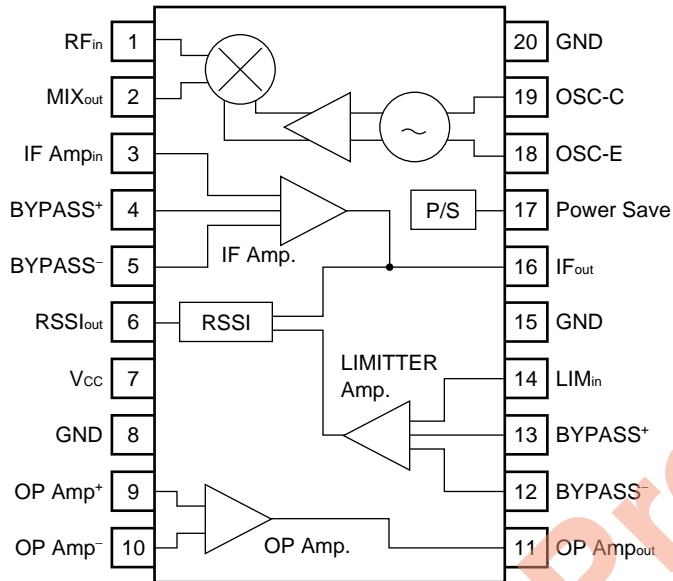 RFin 1
MIXout 2
IF Ampin 3
BYPASS+ 4
BYPASS− 5
RSSIout 6
VCC 7
GND 8
OP Amp+ 9
OP Amp− 10
20 GND
19 OSC-C
18 OSC-E
17 Power Save
16 IFout
15 GND
14 LIMin
13 BYPASS+
12 BYPASS−
11 OP Ampout
~
P/S
IF Amp.
RSSI
LIMITTER
Amp.
OP Amp.
Pro